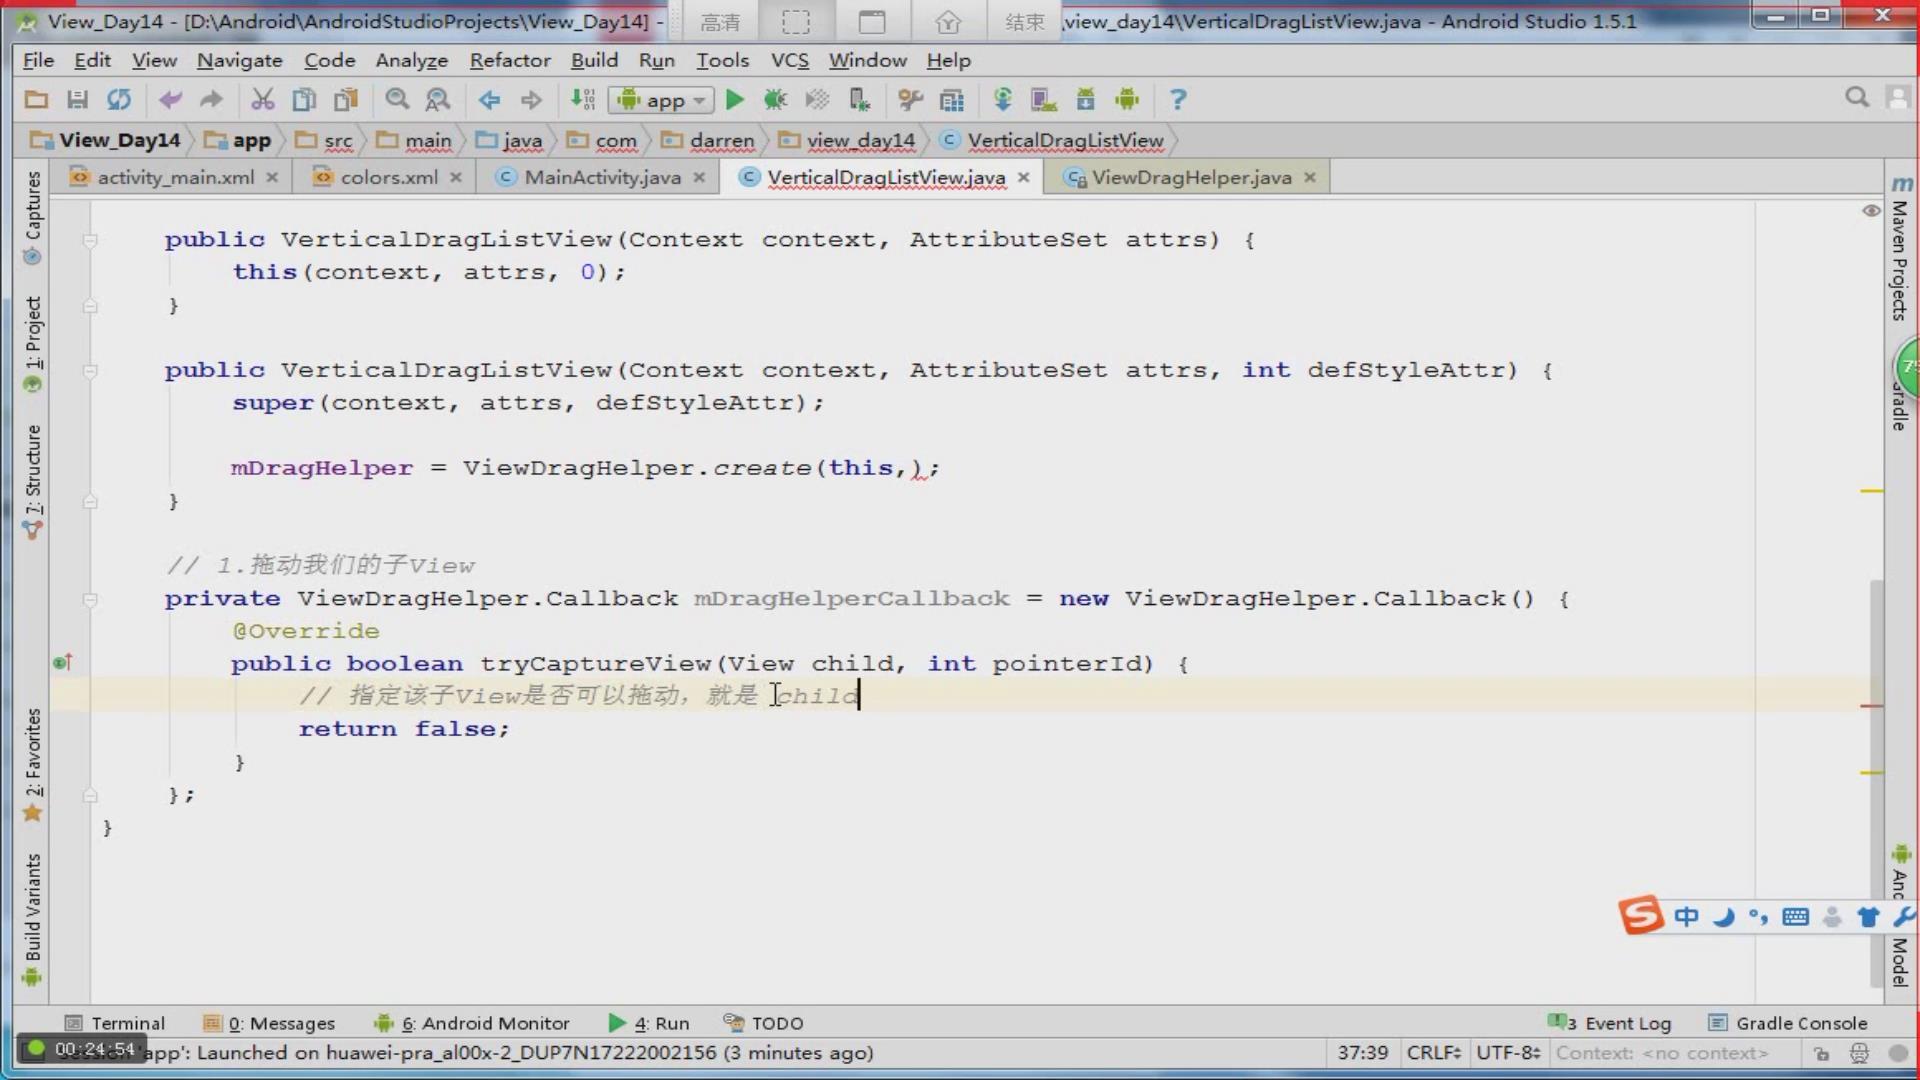 View_Day14 - [D:\Android\AndroidStudioProjects\View_Day14] -
高清
结束
\view_day14\VerticalDragListView.java - Android Studio 1.5.1
File Edit View Navigate Code Analyze Refactor Build Run Tools VCS Window Help
app
View_Day14 app src main java com darren view_day14 VerticalDragListView
activity_main.xml colors.xml MainActivity.java VerticalDragListView.java ViewDragHelper.java
Captures
1: Project
7: Structure
2: Favorites
Build Variants
public VerticalDragListView(Context context, AttributeSet attrs) {
this(context, attrs, 0);
}
public VerticalDragListView(Context context, AttributeSet attrs, int defStyleAttr) {
super(context, attrs, defStyleAttr);
mDragHelper = ViewDragHelper.create(this,);
}
// 1.拖动我们的子View
private ViewDragHelper.Callback mDragHelperCallback = new ViewDragHelper.Callback() {
@Override
public boolean tryCaptureView(View child, int pointerId) {
// 指定该子View是否可以拖动，就是 child
return false;
}
};
}
Maven Projects
Model
中
Terminal 0: Messages 6: Android Monitor 4: Run TODO 3 Event Log Gradle Console
00:24:54 'app': Launched on huawei-pra_al00x-2_DUP7N17222002156 (3 minutes ago) 37:39 CRLF UTF-8 Context: <no context>